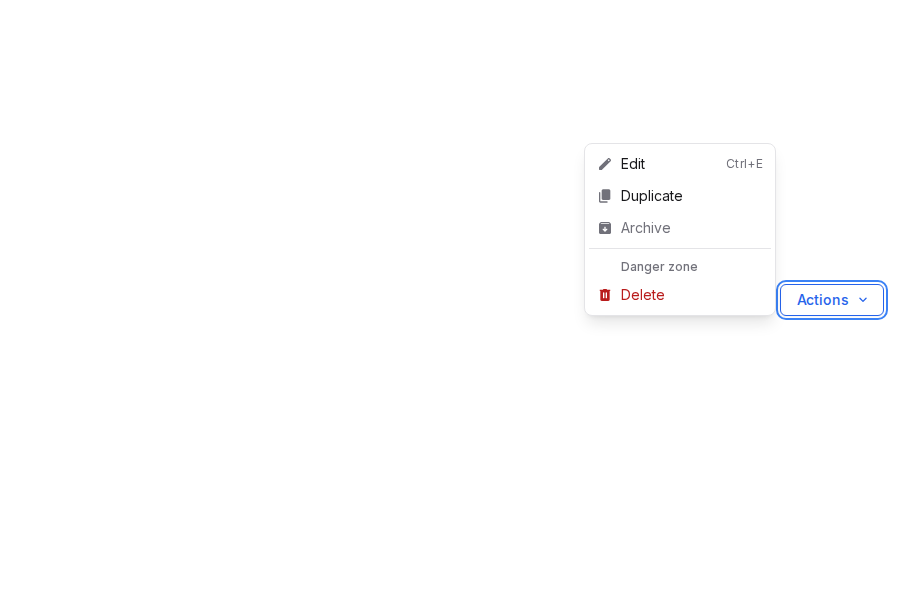 Edit Ctrl+E
Duplicate
Archive
Danger zone
Delete
Actions